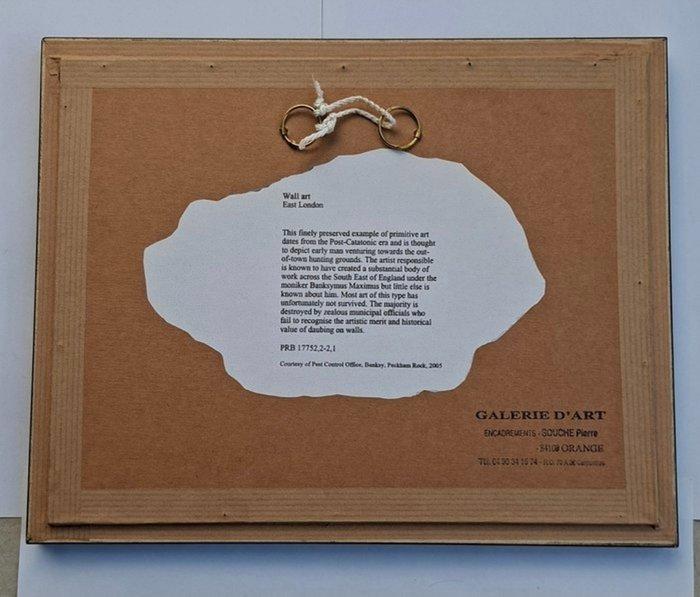 Wall art
East London
This finely preserved example of primitive art
dates from the Post-Catatonic era and is thought
to depict early man venturing towards the out-
of-town hunting grounds. The artist responsible
is known to have created a substantial body of
work across the South East of England under the
moniker Banksymus Maximus but little else is
known about him. Most art of this type has
unfortunately not survived. The majority is
destroyed by zealous municipal officials who
fail to recognise the artistic merit and historical
value of daubing on walls.
PRB 17752,2-2,1
Courtesy of Pest Control Office, Banksy, Peckham Rock, 2005
GALERIE D'ART
ENCADREMENTS - SOUCHE Pierre
- 84100 ORANGE
Tél. 04 90 34 16 74 -